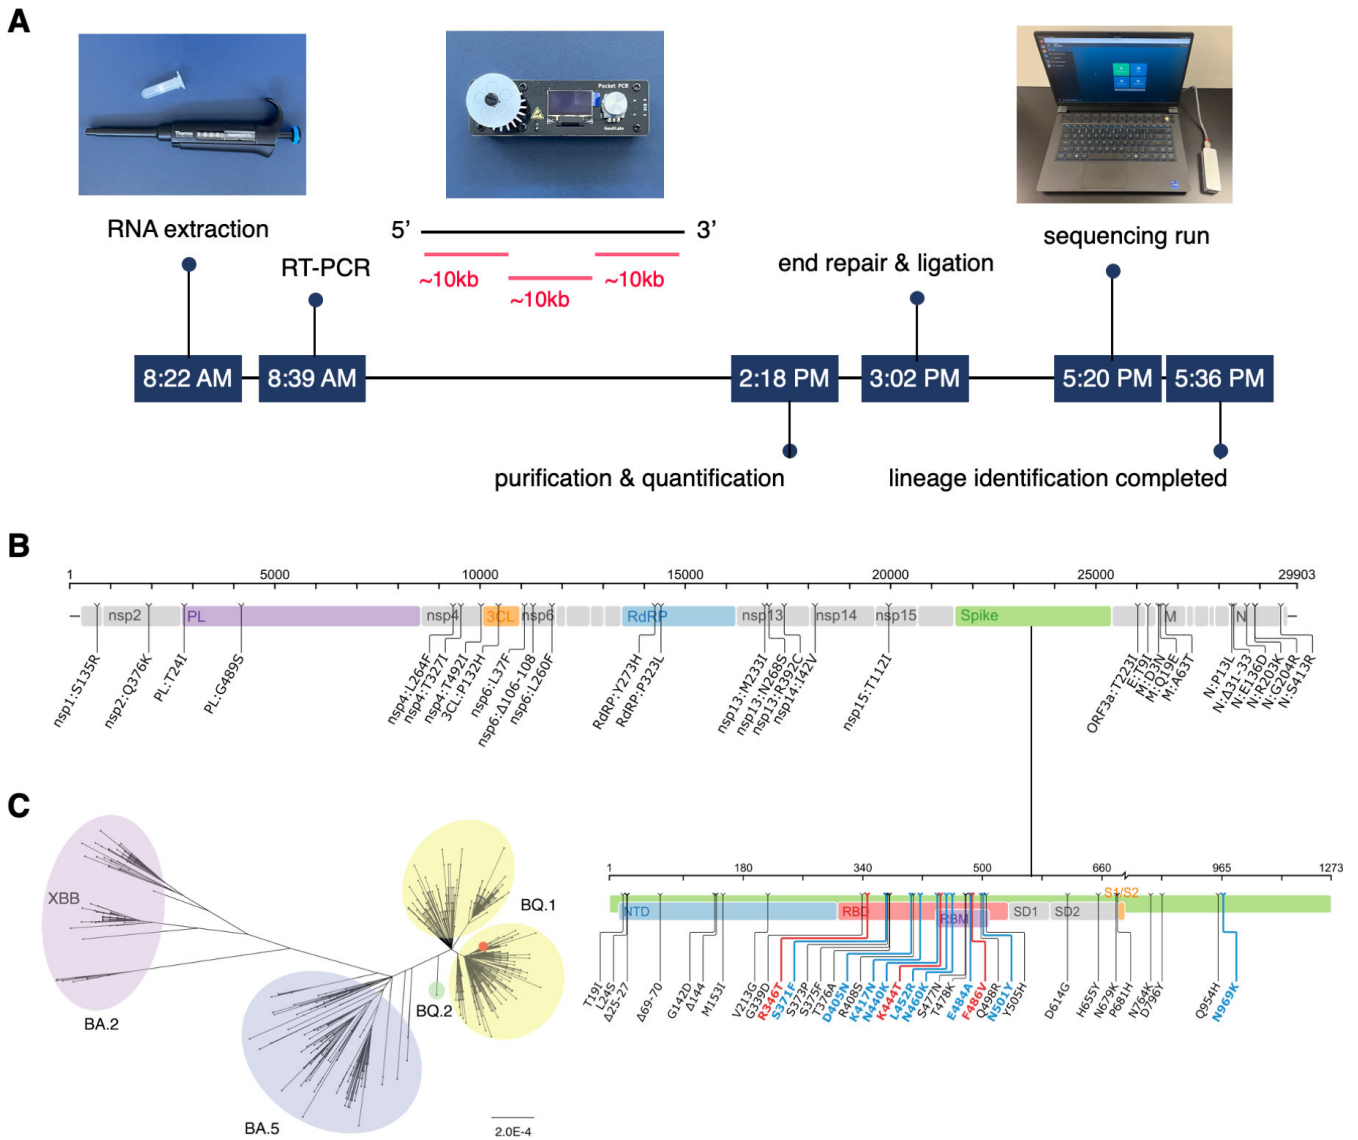 A
RNA extraction
RT-PCR
5’
3’
~10kb
~10kb
~10kb
Pocket PCR
GaudiLabs
sequencing run
end repair & ligation
8:22 AM
8:39 AM
2:18 PM
3:02 PM
5:20 PM
5:36 PM
purification & quantification
lineage identification completed
B
1
5000
10000
15000
20000
25000
29903
nsp2
PL
nsp4
3CL
nsp6
RdRP
nsp13
nsp14
nsp15
Spike
M
N
nsp1:S135R
nsp2:Q376K
PL:T24I
PL:G489S
nsp4:L264F
nsp4:T327I
nsp4:T492I
3CL:P132H
nsp6:L37F
nsp6:Δ106-108
nsp6:L260F
RdRP:Y273H
RdRP:P323L
nsp13:M233I
nsp13:N268S
nsp13:R392C
nsp14:I42V
nsp15:T112I
ORF3a:T223I
E:T9I
M:D3N
M:Q19E
M:A63T
N:P13L
N:Δ31-33
N:E136D
N:R203K
N:G204R
N:S413R
C
XBB
BA.2
BA.5
BQ.1
BQ.2
2.0E-4
1
180
340
500
660
965
1273
S1/S2
NTD
RBD
RBM
SD1
SD2
T19I
L24S
Δ25-27
Δ69-70
G142D
Δ144
M153I
V213G
G339D
R346T
S371F
S373P
S375F
T376A
D405N
R408S
K417N
N440K
K444T
L452R
N460K
S477N
T478K
E484A
F486V
Q498R
N501Y
Y505H
D614G
H655Y
N679K
P681H
N764K
D796Y
Q954H
N969K